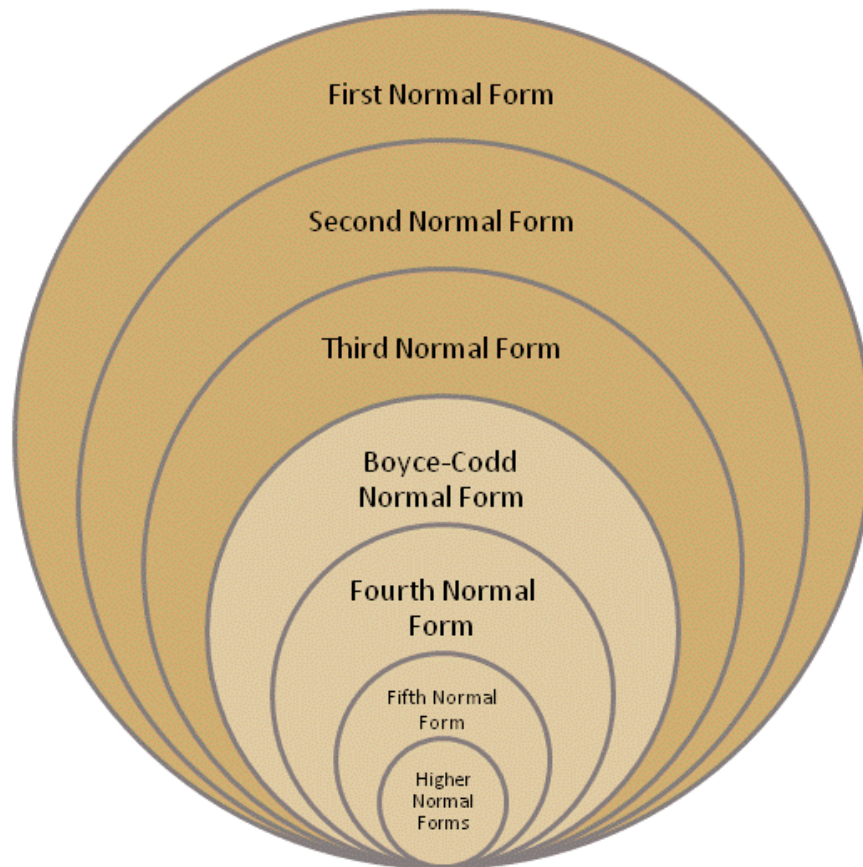 First Normal Form
Second Normal Form
Third Normal Form
Boyce-Codd
Normal Form
Fourth Normal
Form
Fifth Normal
Form
Higher
Normal
Forms